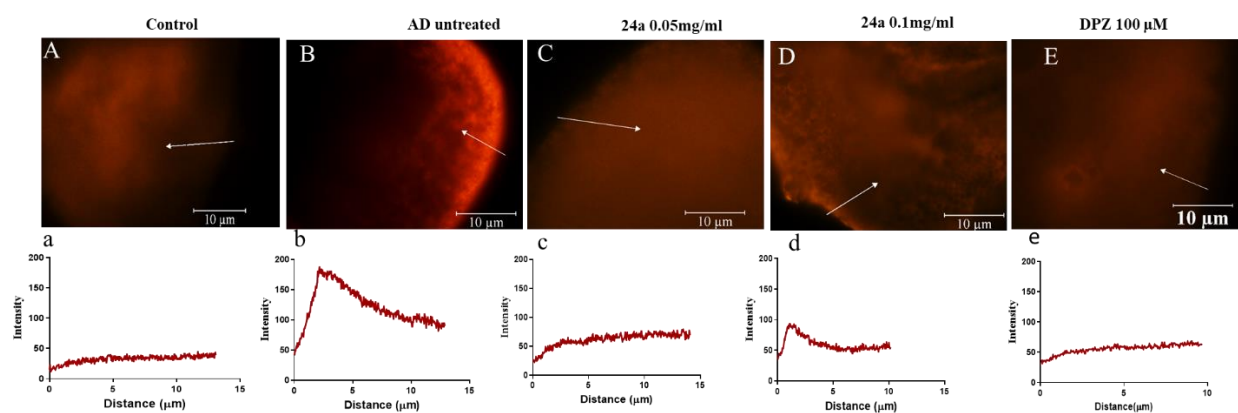 Control
AD untreated
24a 0.05mg/ml
24a 0.1mg/ml
DPZ 100 µM
A
B
C
D
E
10 µm
10 µm
10 µm
10 µm
10 µm
a
b
c
d
e
Intensity
200
150
100
50
0
0
5
10
15
Distance (µm)
Intensity
200
150
100
50
0
0
5
10
15
Distance (µm)
Intensity
200
150
100
50
0
0
5
10
15
Distance (µm)
Intensity
200
150
100
50
0
0
5
10
15
Distance (µm)
Intensity
200
150
100
50
0
0
5
10
Distance(µm)